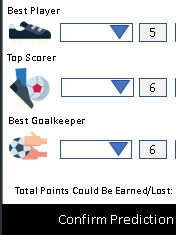 Best Player
5
Top Scorer
6
Best Goalkeeper
6
Total Points Could Be Earned/Lost:
Confirm Prediction